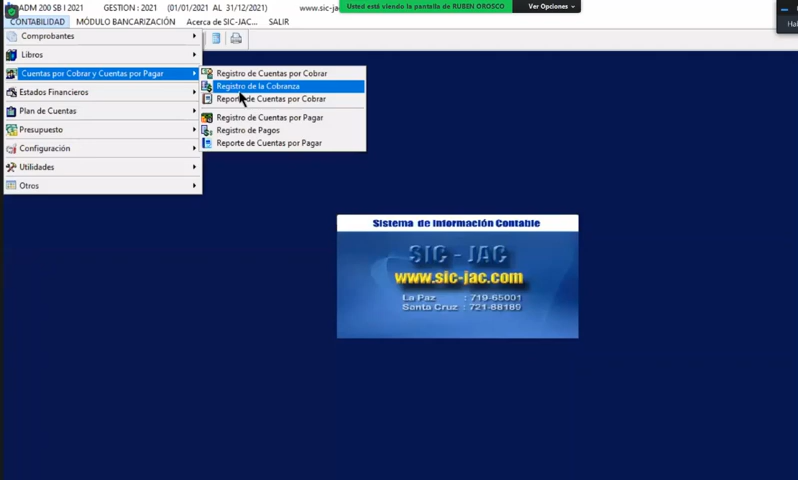 ADM 200 SB I 2021 GESTION : 2021 (01/01/2021 AL 31/12/2021) www.sic-ja
Usted está viendo la pantalla de RUBEN OROSCO Ver Opciones
CONTABILIDAD MÓDULO BANCARIZACIÓN Acerca de SIC-JAC... SALIR
Comprobantes
Libros
Cuentas por Cobrar y Cuentas por Pagar
Estados Financieros
Plan de Cuentas
Presupuesto
Configuración
Utilidades
Otros
Registro de Cuentas por Cobrar
Registro de la Cobranza
Reporte de Cuentas por Cobrar
Registro de Cuentas por Pagar
Registro de Pagos
Reporte de Cuentas por Pagar
Sistema de Información Contable
SIC - JAC
www.sic-jac.com
La Paz : 719-65001
Santa Cruz : 721-88189